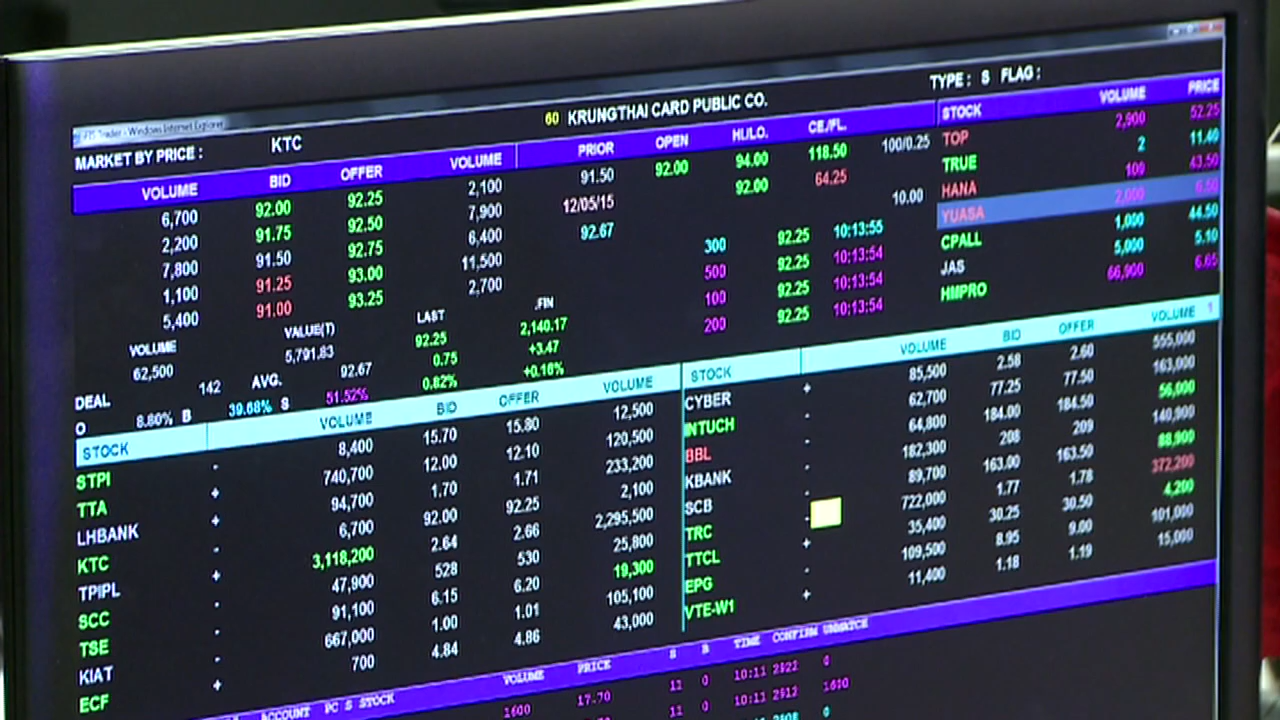 FIS Trader - Windows Internet Explorer
MARKET BY PRICE : KTC 60 KRUNGTHAI CARD PUBLIC CO. TYPE : S FLAG :
VOLUME BID OFFER VOLUME PRIOR OPEN HI/LO. CE/FL.
6,700 92.00 92.25 2,100 91.50 92.00 94.00 118.50 100/0.25
2,200 91.75 92.50 7,900 12/05/15 92.00 64.25
7,800 91.50 92.75 6,400 92.67 10.00
1,100 91.25 93.00 11,500 300 92.25 10:13:55
5,400 91.00 93.25 2,700 500 92.25 10:13:54
100 92.25 10:13:54
200 92.25 10:13:54
VOLUME VALUE(T) LAST .FIN
62,500 5,791.83 92.25 2,140.17
DEAL 142 AVG. 92.67 0.75 +3.47
O 8.80% B 39.68% S 51.52% 0.82% +0.16%
STOCK VOLUME PRICE
TOP 2,900 52.25
TRUE 2 11.40
HANA 100 43.50
YUASA 2,000 6.50
CPALL 1,000 44.50
JAS 5,000 5.10
HMPRO 66,900 6.65
STOCK VOLUME BID OFFER VOLUME
STPI - 8,400 15.70 15.80 12,500
TTA + 740,700 12.00 12.10 120,500
LHBANK + 94,700 1.70 1.71 233,200
KTC - 6,700 92.00 92.25 2,100
TPIPL + 3,118,200 2.64 2.66 2,295,500
SCC - 47,900 528 530 25,800
TSE - 91,100 6.15 6.20 19,300
KIAT - 667,000 1.00 1.01 105,100
ECF + 700 4.84 4.86 43,000
STOCK VOLUME BID OFFER VOLUME 1
CYBER + 85,500 2.58 2.60 555,000
INTUCH - 62,700 77.25 77.50 163,000
BBL - 64,800 184.00 184.50 56,000
KBANK - 182,300 208 209 140,900
SCB - 89,700 163.00 163.50 88,900
TRC - 722,000 1.77 1.78 372,200
TTCL + 35,400 30.25 30.50 4,200
EPG - 109,500 8.95 9.00 101,000
VTE-W1 + 11,400 1.18 1.19 15,000
ACCOUNT PC S STOCK VOLUME PRICE S B TIME CONFIRM UNMATCH
1600 17.70 11 0 10:11 2922 0
11 0 10:11 2912 1600
0